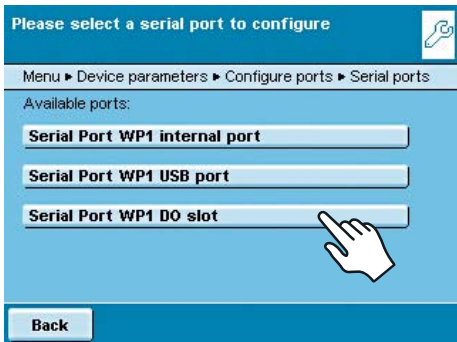 Please select a serial port to configure
Menu ▸ Device parameters ▸ Configure ports ▸ Serial ports
Available ports:
Serial Port WP1 internal port
Serial Port WP1 USB port
Serial Port WP1 DO slot
Back